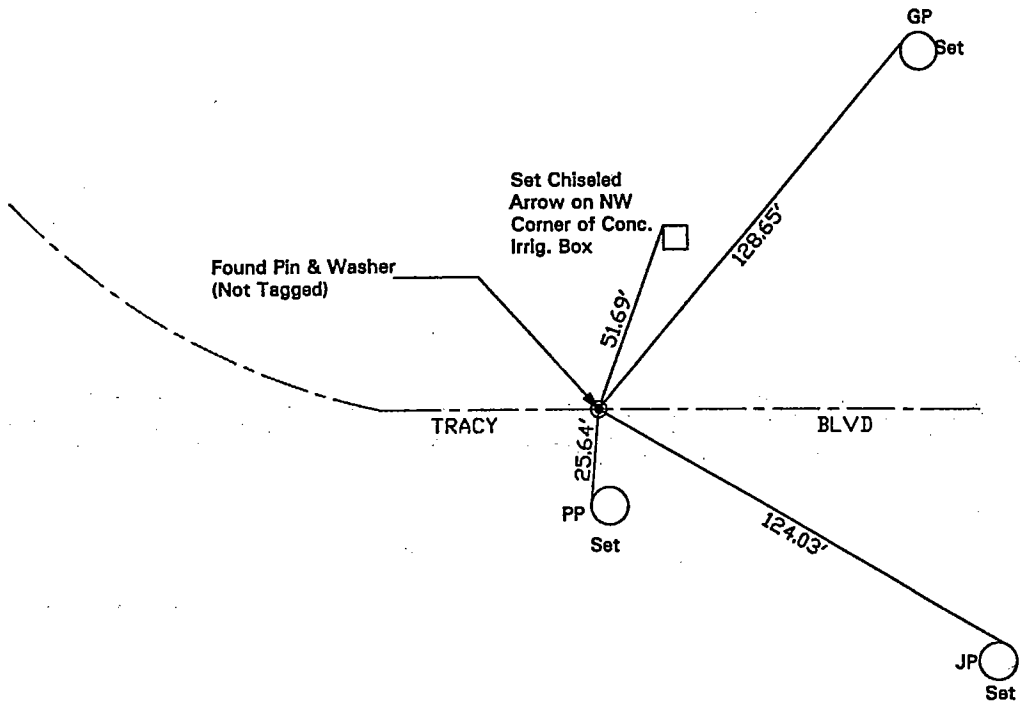 GP
Set
128.65'
Set Chiseled
Arrow on NW
Corner of Conc.
Irrig. Box
51.69'
Found Pin & Washer
(Not Tagged)
TRACY
BLVD
25.64'
PP
Set
124.03'
JP
Set